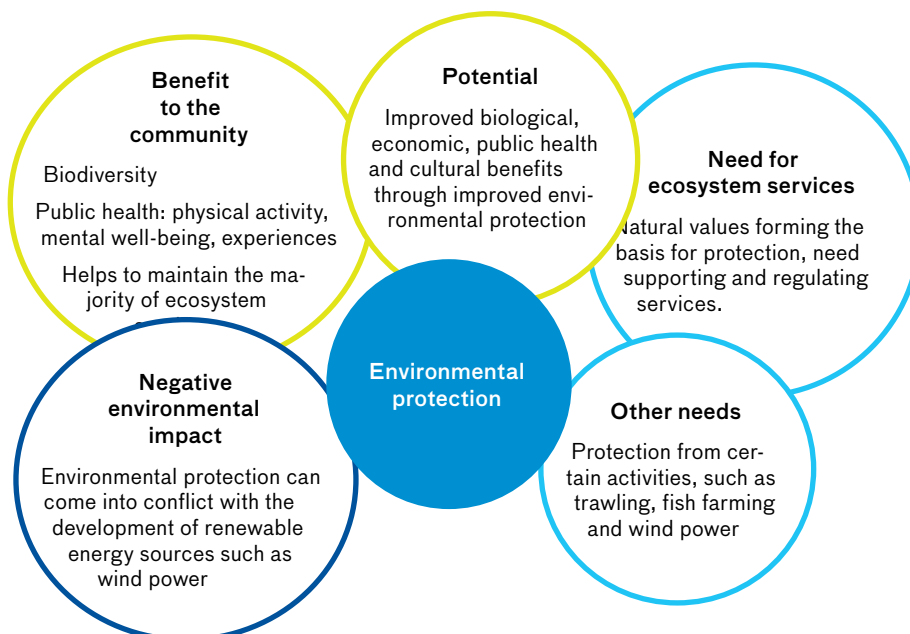 Benefit
to the
community
Biodiversity
Public health: physical activity,
mental well-being, experiences
Helps to maintain the ma-
jority of ecosystem
Potential
Improved biological,
economic, public health
and cultural benefits
through improved envi-
ronmental protection
Need for
ecosystem services
Natural values forming the
basis for protection, need
supporting and regulating
services.
Environmental
protection
Negative
environmental
impact
Environmental protection can
come into conflict with the
development of renewable
energy sources such as
wind power
Other needs
Protection from cer-
tain activities, such as
trawling, fish farming
and wind power